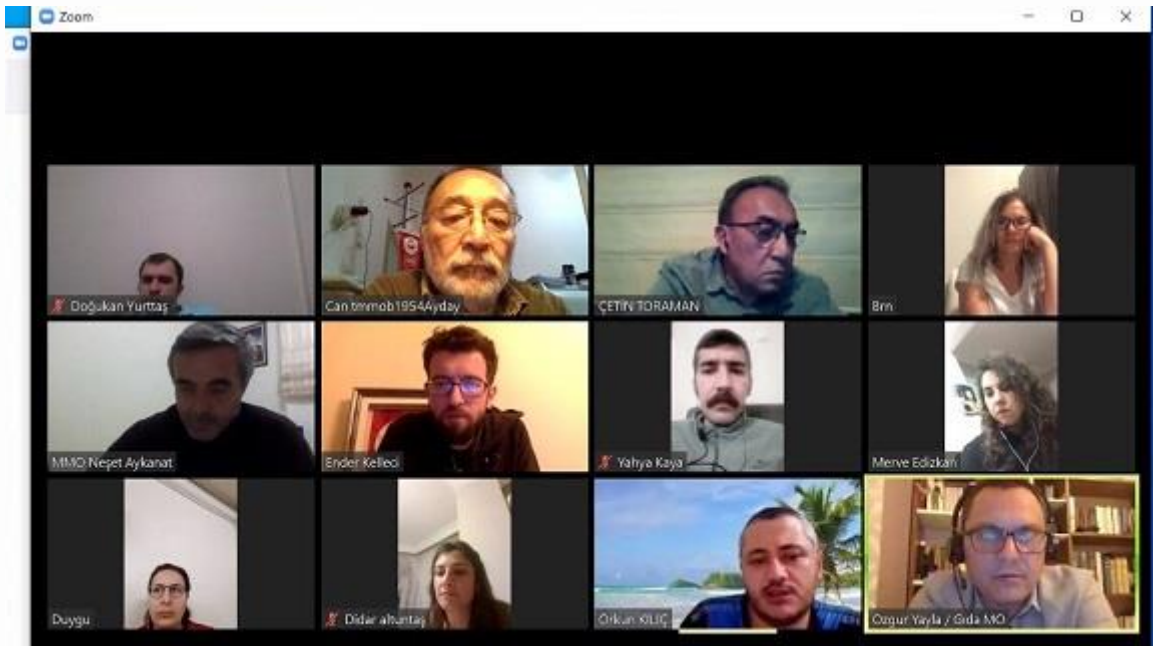 Zoom
Doğukan Yurttaş
Can tmmob1954Ayday
ÇETİN TORAMAN
Brn
MMO Neşet Aykanat
Ender Kelleci
Yahya Kaya
Merve Edizkan
Duygu
Didar altuntaş
Orkun KILIÇ
Ozgur Yayla / Gıda MO